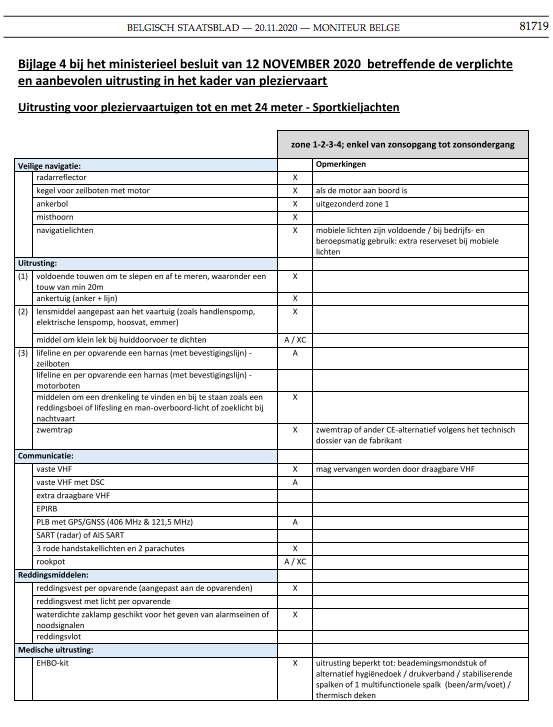 BELGISCH STAATSBLAD — 20.11.2020 — MONITEUR BELGE 81719
Bijlage 4 bij het ministerieel besluit van 12 NOVEMBER 2020 betreffende de verplichte
en aanbevolen uitrusting in het kader van pleziervaart
Uitrusting voor pleziervaartuigen tot en met 24 meter - Sportkieljachten
zone 1-2-3-4; enkel van zonsopgang tot zonsondergang
Veilige navigatie: Opmerkingen
radarreflector X
kegel voor zeilboten met motor X als de motor aan boord is
ankerbol X uitgezonderd zone 1
misthoorn X
navigatielichten X mobiele lichten zijn voldoende / bij bedrijfs- en
beroepsmatig gebruik: extra reserveset bij mobiele
lichten
Uitrusting:
(1) voldoende touwen om te slepen en af te meren, waaronder een X
touw van min 20m
ankertuig (anker + lijn) X
(2) lensmiddel aangepast aan het vaartuig (zoals handlenspomp, X
elektrische lenspomp, hoosvat, emmer)
middel om klein lek bij huiddoorvoer te dichten A / XC
(3) lifeline en per opvarende een harnas (met bevestigingslijn) - A
zeilboten
lifeline en per opvarende een harnas (met bevestigingslijn) -
motorboten
middelen om een drenkeling te vinden en bij te staan zoals een X
reddingsboei of lifesling en man-overboord-licht of zoeklicht bij
nachtvaart
zwemtrap X zwemtrap of ander CE-alternatief volgens het technisch
dossier van de fabrikant
Communicatie:
vaste VHF X mag vervangen worden door draagbare VHF
vaste VHF met DSC A
extra draagbare VHF
EPIRB
PLB met GPS/GNSS (406 MHz & 121,5 MHz) A
SART (radar) of AIS SART
3 rode handstakellichten en 2 parachutes X
rookpot A / XC
Reddingsmiddelen:
reddingsvest per opvarende (aangepast aan de opvarenden) X
reddingsvest met licht per opvarende
waterdichte zaklamp geschikt voor het geven van alarmseinen of X
noodsignalen
reddingsvlot
Medische uitrusting:
EHBO-kit X uitrusting beperkt tot: beademingsmondstuk of
alternatief hygiënedoek / drukverband / stabiliserende
spalken of 1 multifunctionele spalk (been/arm/voet) /
thermisch deken